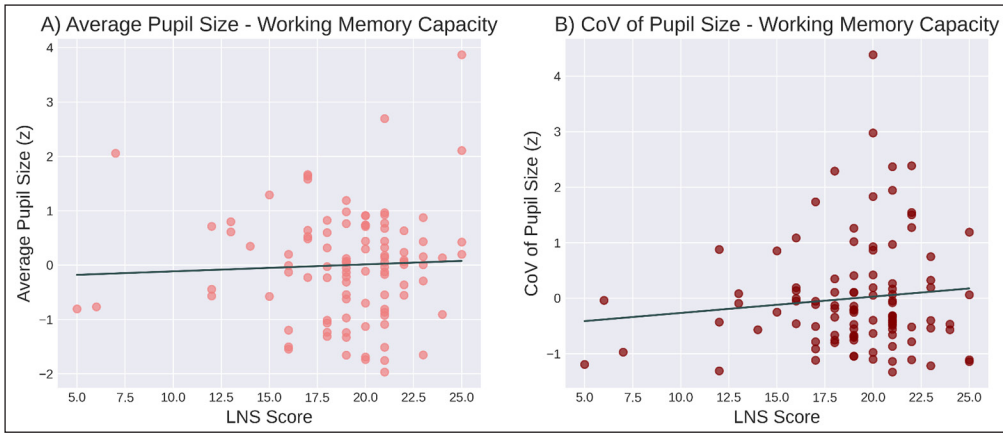 A) Average Pupil Size - Working Memory Capacity
4
3
2
1
0
−1
−2
Average Pupil Size (z)
5.0 7.5 10.0 12.5 15.0 17.5 20.0 22.5 25.0
LNS Score
B) CoV of Pupil Size - Working Memory Capacity
4
3
2
1
0
−1
CoV of Pupil Size (z)
5.0 7.5 10.0 12.5 15.0 17.5 20.0 22.5 25.0
LNS Score